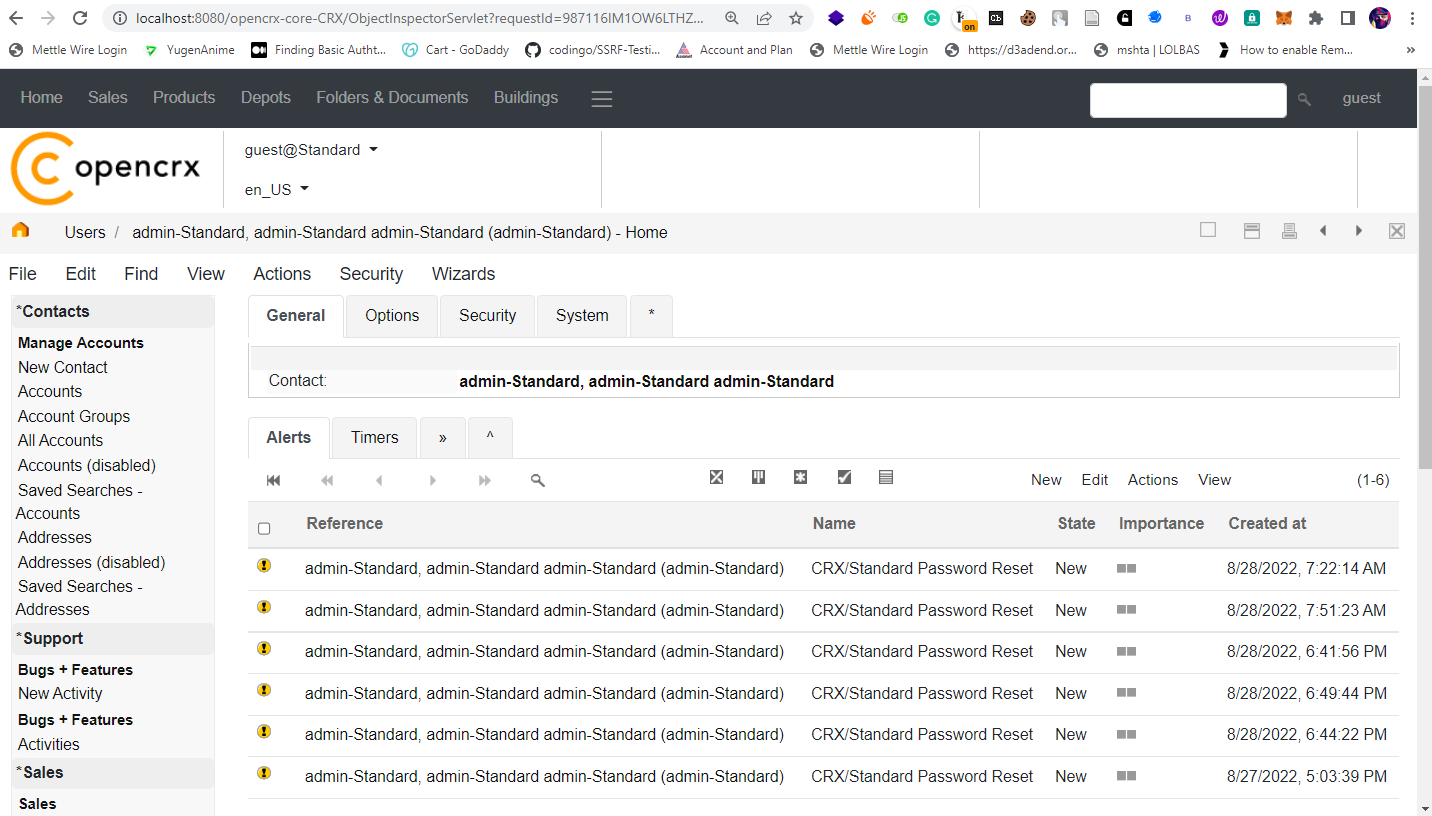 localhost:8080/opencrx-core-CRX/ObjectInspectorServlet?requestId=987116IM1OW6LTHZ...
on
Mettle Wire Login YugenAnime Finding Basic Autht... Cart - GoDaddy codingo/SSRF-Testi... Account and Plan Mettle Wire Login https://d3adend.or... mshta | LOLBAS How to enable Rem... »
Home Sales Products Depots Folders & Documents Buildings guest
opencrx
guest@Standard
en_US
Users / admin-Standard, admin-Standard admin-Standard (admin-Standard) - Home
File Edit Find View Actions Security Wizards
*Contacts
Manage Accounts
New Contact
Accounts
Account Groups
All Accounts
Accounts (disabled)
Saved Searches -
Accounts
Addresses
Addresses (disabled)
Saved Searches -
Addresses
*Support
Bugs + Features
New Activity
Bugs + Features
Activities
*Sales
Sales
General Options Security System *
Contact: admin-Standard, admin-Standard admin-Standard
Alerts Timers » ^
New Edit Actions View (1-6)
Reference Name State Importance Created at
admin-Standard, admin-Standard admin-Standard (admin-Standard) CRX/Standard Password Reset New 8/28/2022, 7:22:14 AM
admin-Standard, admin-Standard admin-Standard (admin-Standard) CRX/Standard Password Reset New 8/28/2022, 7:51:23 AM
admin-Standard, admin-Standard admin-Standard (admin-Standard) CRX/Standard Password Reset New 8/28/2022, 6:41:56 PM
admin-Standard, admin-Standard admin-Standard (admin-Standard) CRX/Standard Password Reset New 8/28/2022, 6:49:44 PM
admin-Standard, admin-Standard admin-Standard (admin-Standard) CRX/Standard Password Reset New 8/28/2022, 6:44:22 PM
admin-Standard, admin-Standard admin-Standard (admin-Standard) CRX/Standard Password Reset New 8/27/2022, 5:03:39 PM